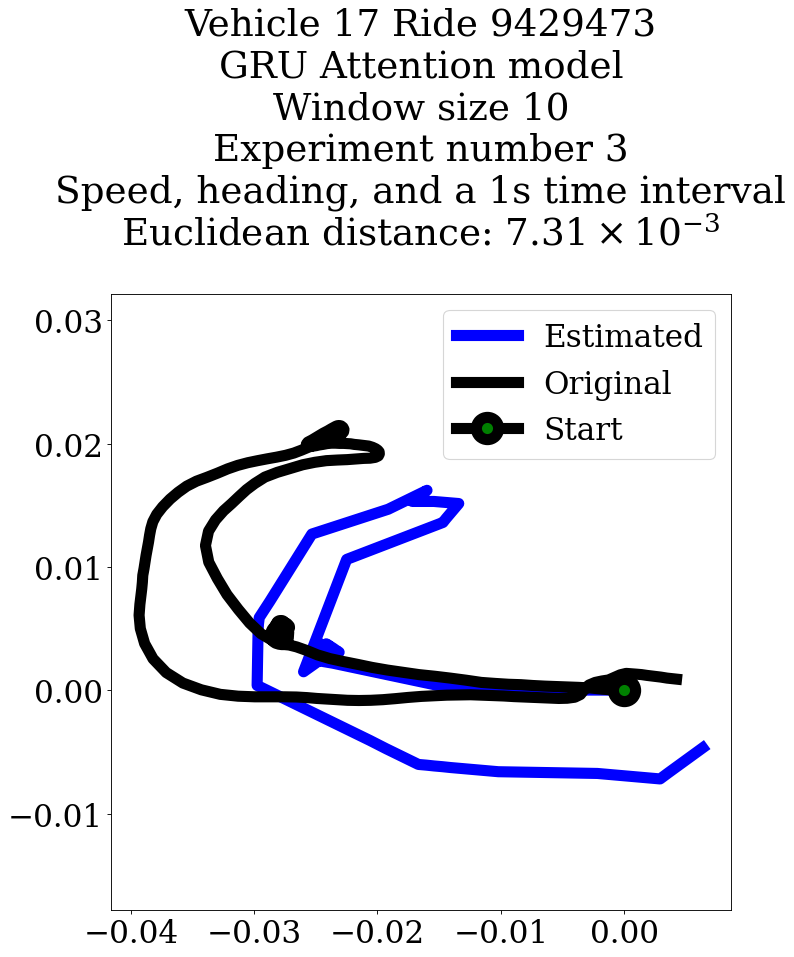 Vehicle 17 Ride 9429473
GRU Attention model
Window size 10
Experiment number 3
Speed, heading, and a 1s time interval
Euclidean distance: 7.31 × 10⁻³
Estimated
Original
Start
0.03
0.02
0.01
0.00
−0.01
−0.04 −0.03 −0.02 −0.01 0.00